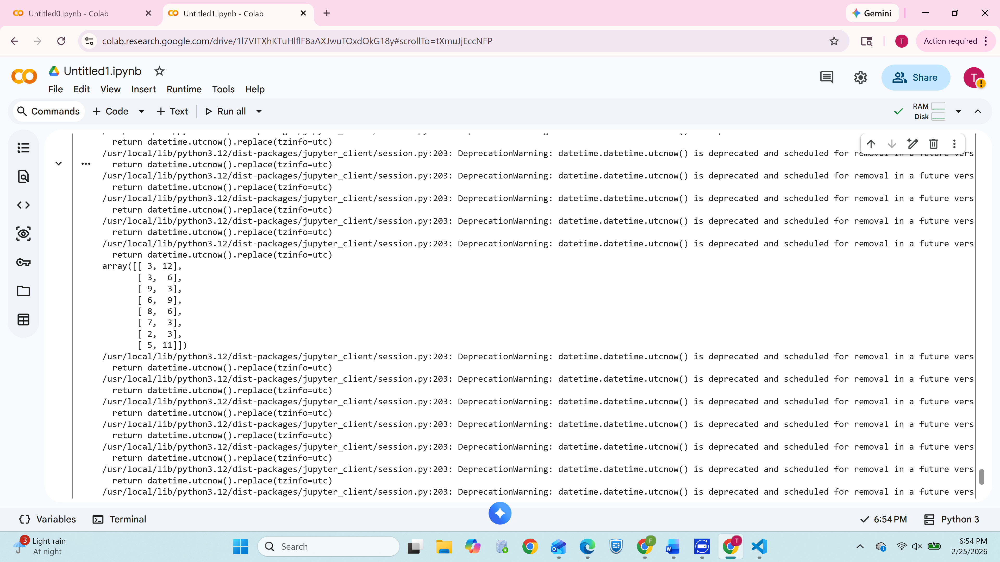 Untitled0.ipynb - Colab
Untitled1.ipynb - Colab
Gemini
colab.research.google.com/drive/1l7VITXhKTuHlflF8aAXJwuTOxdOkG18y#scrollTo=tXmuJjEccNFP
T
Action required
Untitled1.ipynb
File Edit View Insert Runtime Tools Help
Share
T
Commands
Code
Text
Run all
RAM
Disk
return datetime.utcnow().replace(tzinfo=utc)
/usr/local/lib/python3.12/dist-packages/jupyter_client/session.py:203: DeprecationWarning: datetime.datetime.utcnow() is deprecated and scheduled for removal in a future vers
return datetime.utcnow().replace(tzinfo=utc)
/usr/local/lib/python3.12/dist-packages/jupyter_client/session.py:203: DeprecationWarning: datetime.datetime.utcnow() is deprecated and scheduled for removal in a future vers
return datetime.utcnow().replace(tzinfo=utc)
/usr/local/lib/python3.12/dist-packages/jupyter_client/session.py:203: DeprecationWarning: datetime.datetime.utcnow() is deprecated and scheduled for removal in a future vers
return datetime.utcnow().replace(tzinfo=utc)
/usr/local/lib/python3.12/dist-packages/jupyter_client/session.py:203: DeprecationWarning: datetime.datetime.utcnow() is deprecated and scheduled for removal in a future vers
return datetime.utcnow().replace(tzinfo=utc)
/usr/local/lib/python3.12/dist-packages/jupyter_client/session.py:203: DeprecationWarning: datetime.datetime.utcnow() is deprecated and scheduled for removal in a future vers
return datetime.utcnow().replace(tzinfo=utc)
array([[ 3, 12],
[ 3, 6],
[ 9, 3],
[ 6, 9],
[ 8, 6],
[ 7, 3],
[ 2, 3],
[ 5, 11]])
/usr/local/lib/python3.12/dist-packages/jupyter_client/session.py:203: DeprecationWarning: datetime.datetime.utcnow() is deprecated and scheduled for removal in a future vers
return datetime.utcnow().replace(tzinfo=utc)
/usr/local/lib/python3.12/dist-packages/jupyter_client/session.py:203: DeprecationWarning: datetime.datetime.utcnow() is deprecated and scheduled for removal in a future vers
return datetime.utcnow().replace(tzinfo=utc)
/usr/local/lib/python3.12/dist-packages/jupyter_client/session.py:203: DeprecationWarning: datetime.datetime.utcnow() is deprecated and scheduled for removal in a future vers
return datetime.utcnow().replace(tzinfo=utc)
/usr/local/lib/python3.12/dist-packages/jupyter_client/session.py:203: DeprecationWarning: datetime.datetime.utcnow() is deprecated and scheduled for removal in a future vers
return datetime.utcnow().replace(tzinfo=utc)
/usr/local/lib/python3.12/dist-packages/jupyter_client/session.py:203: DeprecationWarning: datetime.datetime.utcnow() is deprecated and scheduled for removal in a future vers
return datetime.utcnow().replace(tzinfo=utc)
/usr/local/lib/python3.12/dist-packages/jupyter_client/session.py:203: DeprecationWarning: datetime.datetime.utcnow() is deprecated and scheduled for removal in a future vers
return datetime.utcnow().replace(tzinfo=utc)
/usr/local/lib/python3.12/dist-packages/jupyter_client/session.py:203: DeprecationWarning: datetime.datetime.utcnow() is deprecated and scheduled for removal in a future vers
Variables
Terminal
6:54 PM
Python 3
3
Light rain
At night
Search
F
T
6:54 PM
2/25/2026